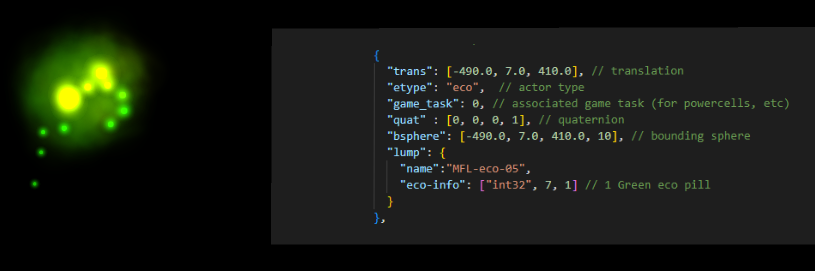 {
"trans": [-490.0, 7.0, 410.0], // translation
"etype": "eco",  // actor type
"game_task": 0, // associated game task (for powercells, etc)
"quat" : [0, 0, 0, 1], // quaternion
"bsphere": [-490.0, 7.0, 410.0, 10], // bounding sphere
"lump": {
"name":"MFL-eco-05",
"eco-info": ["int32", 7, 1] // 1 Green eco pill
}
},